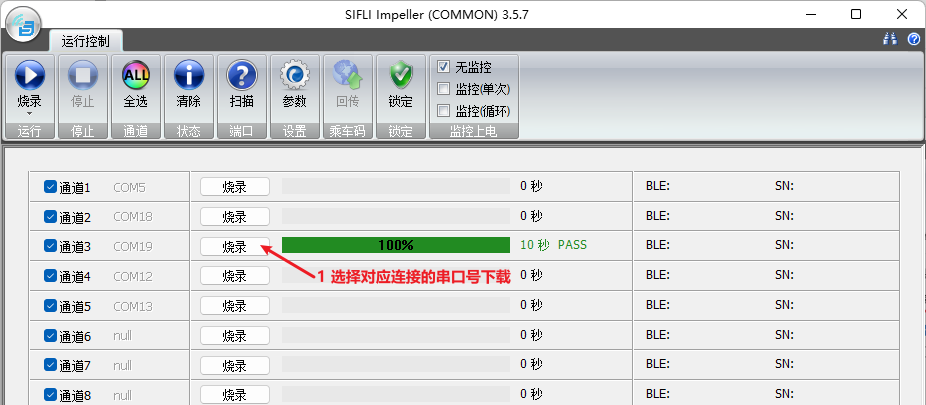 SIFLI Impeller (COMMON) 3.5.7
运行控制
烧录 停止 ALL 全选 清除 扫描 参数 回传 锁定
无监控
监控(单次)
监控(循环)
运行 停止 通道 状态 端口 设置 乘车码 锁定 监控上电
通道1 COM5 烧录 0 秒 BLE: SN:
通道2 COM18 烧录 0 秒 BLE: SN:
通道3 COM19 烧录 100% 10 秒 PASS BLE: SN:
通道4 COM12 烧录 0 秒 BLE: SN:
1 选择对应连接的串口号下载
通道5 COM13 烧录 0 秒 BLE: SN:
通道6 null 烧录 0 秒 BLE: SN:
通道7 null 烧录 0 秒 BLE: SN:
通道8 null 烧录 0 秒 BLE: SN: